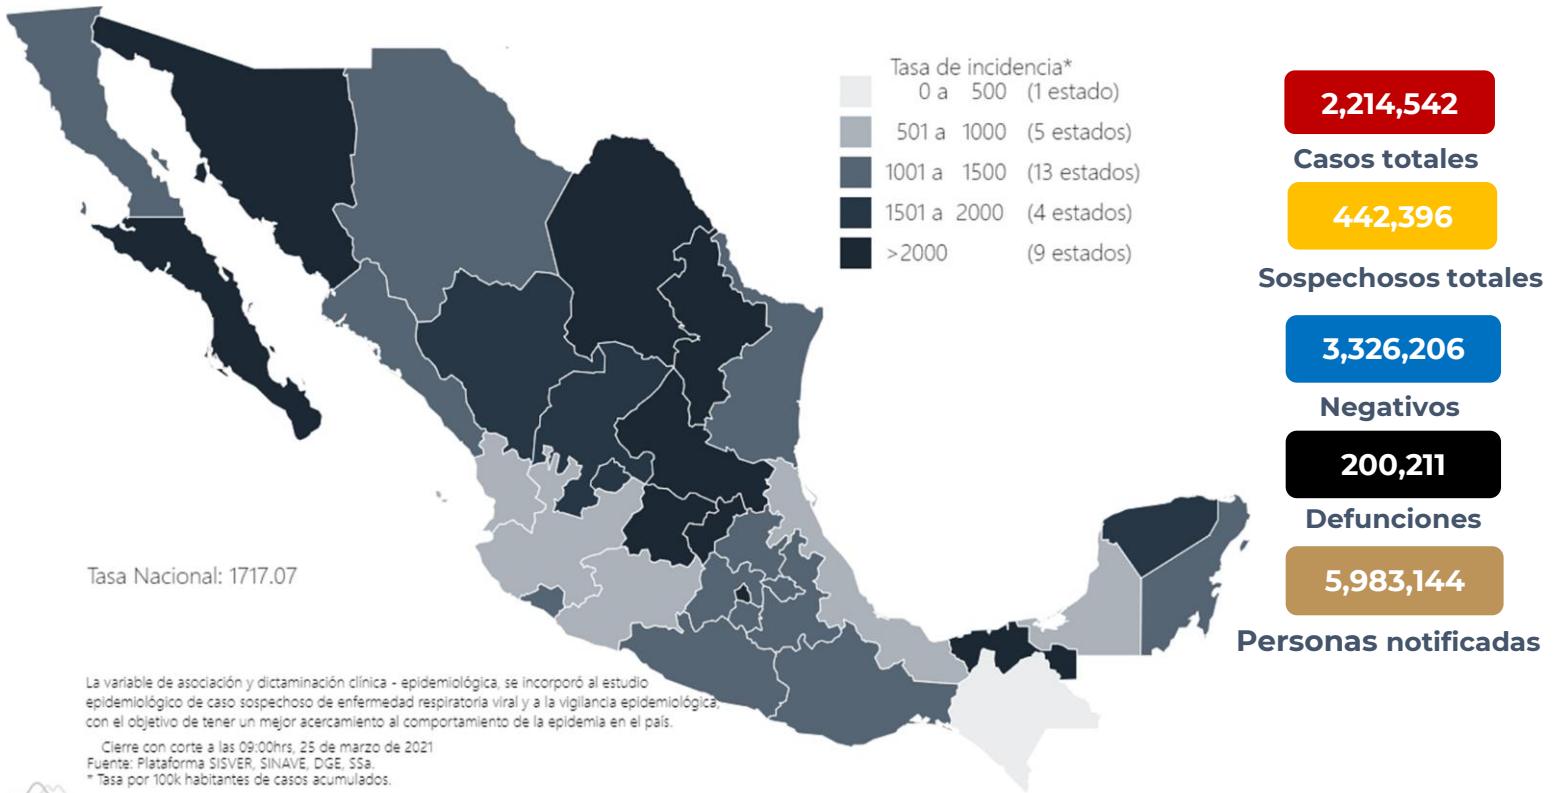 Tasa de incidencia*
0 a 500 (1 estado)
501 a 1000 (5 estados)
1001 a 1500 (13 estados)
1501 a 2000 (4 estados)
>2000 (9 estados)
2,214,542
Casos totales
442,396
Sospechosos totales
3,326,206
Negativos
200,211
Defunciones
5,983,144
Personas notificadas
Tasa Nacional: 1717.07
La variable de asociación y dictaminación clínica - epidemiológica, se incorporó al estudio
epidemiológico de caso sospechoso de enfermedad respiratoria viral y a la vigilancia epidemiológica,
con el objetivo de tener un mejor acercamiento al comportamiento de la epidemia en el país.
Cierre con corte a las 09:00hrs, 25 de marzo de 2021
Fuente: Plataforma SISVER, SINAVE, DGE, SSa.
* Tasa por 100k habitantes de casos acumulados.